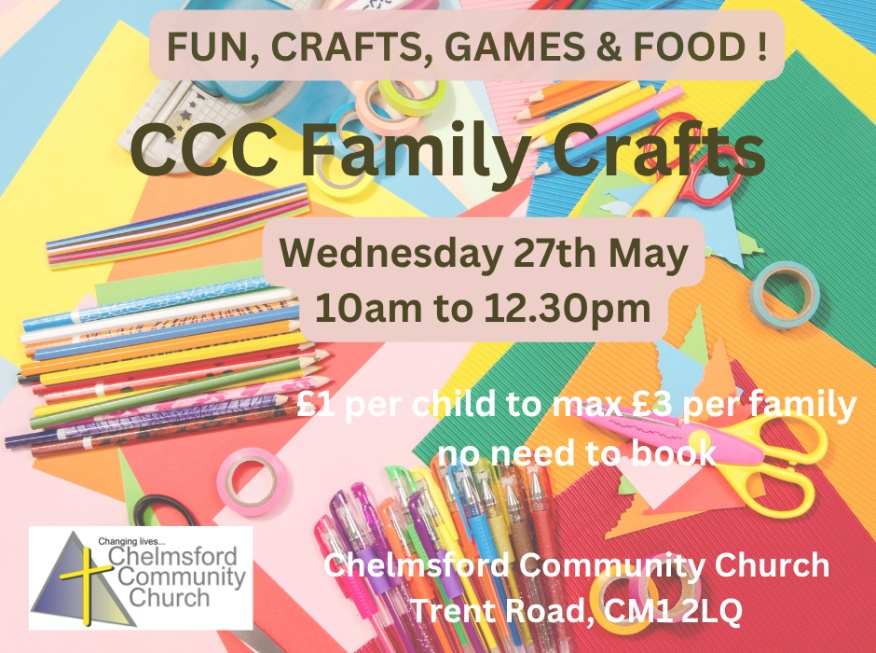 FUN, CRAFTS, GAMES & FOOD !
CCC Family Crafts
Wednesday 27th May
10am to 12.30pm
£1 per child to max £3 per family
no need to book
Chelmsford Community Church
Trent Road, CM1 2LQ
Changing lives...
Chelmsford
Community
Church